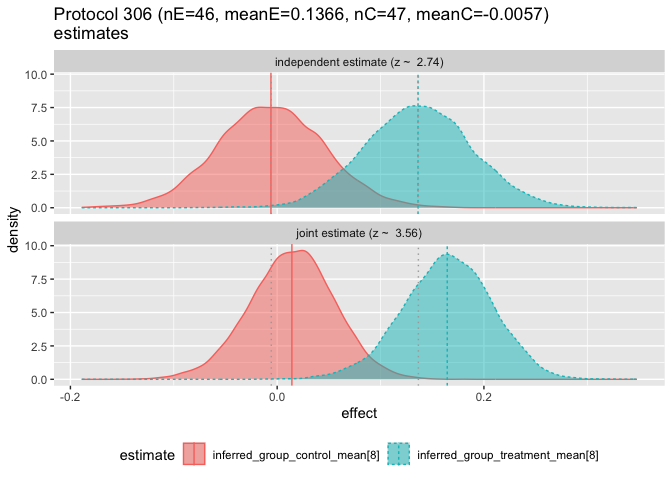 Protocol 306 (nE=46, meanE=0.1366, nC=47, meanC=-0.0057)
estimates
independent estimate (z ~  2.74)
10.0
7.5
5.0
2.5
0.0
joint estimate (z ~  3.56)
10.0
7.5
5.0
2.5
0.0
density
-0.2
0.0
0.2
effect
estimate
inferred_group_control_mean[8]
inferred_group_treatment_mean[8]